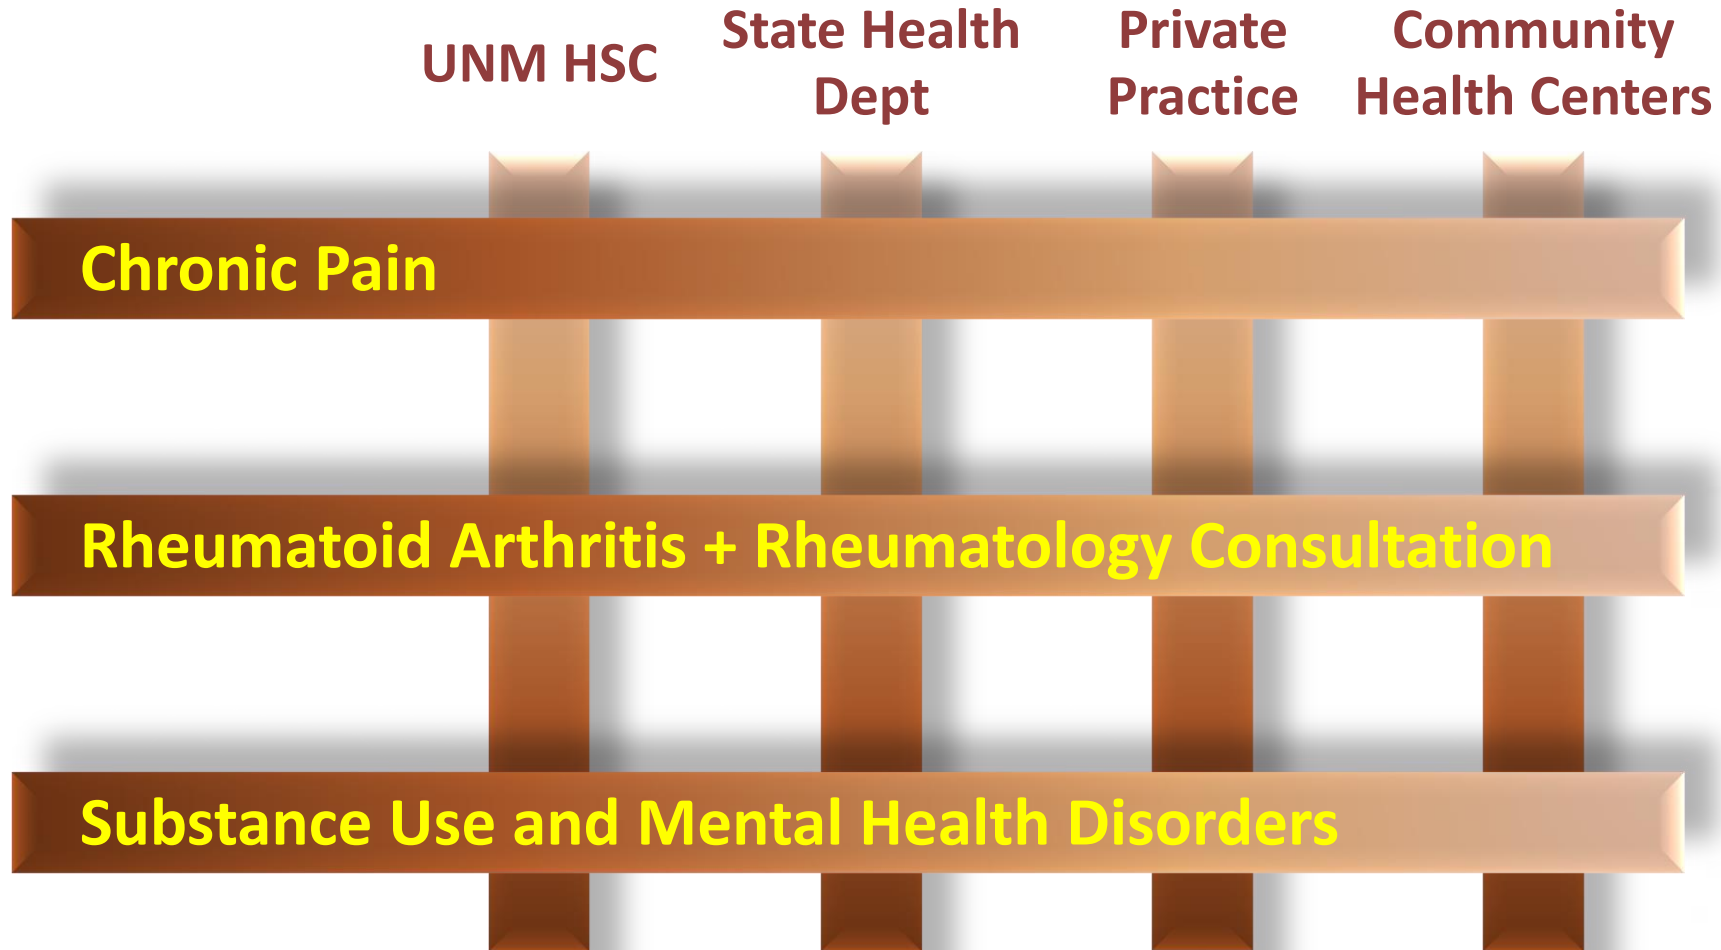 UNM HSC
State Health
Dept
Private
Practice
Community
Health Centers
Chronic Pain
Rheumatoid Arthritis + Rheumatology Consultation
Substance Use and Mental Health Disorders